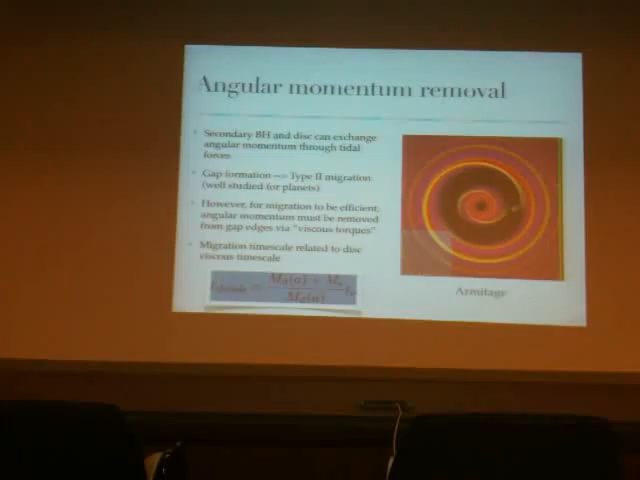 Angular momentum removal
Secondary BH and disc can exchange
angular momentum through tidal
forces
Gap formation --> Type II migration
(well studied for planets)
However, for migration to be efficient,
angular momentum must be removed
from gap edges via "viscous torques"
Migration timescale related to disc
viscous timescale
Armitage